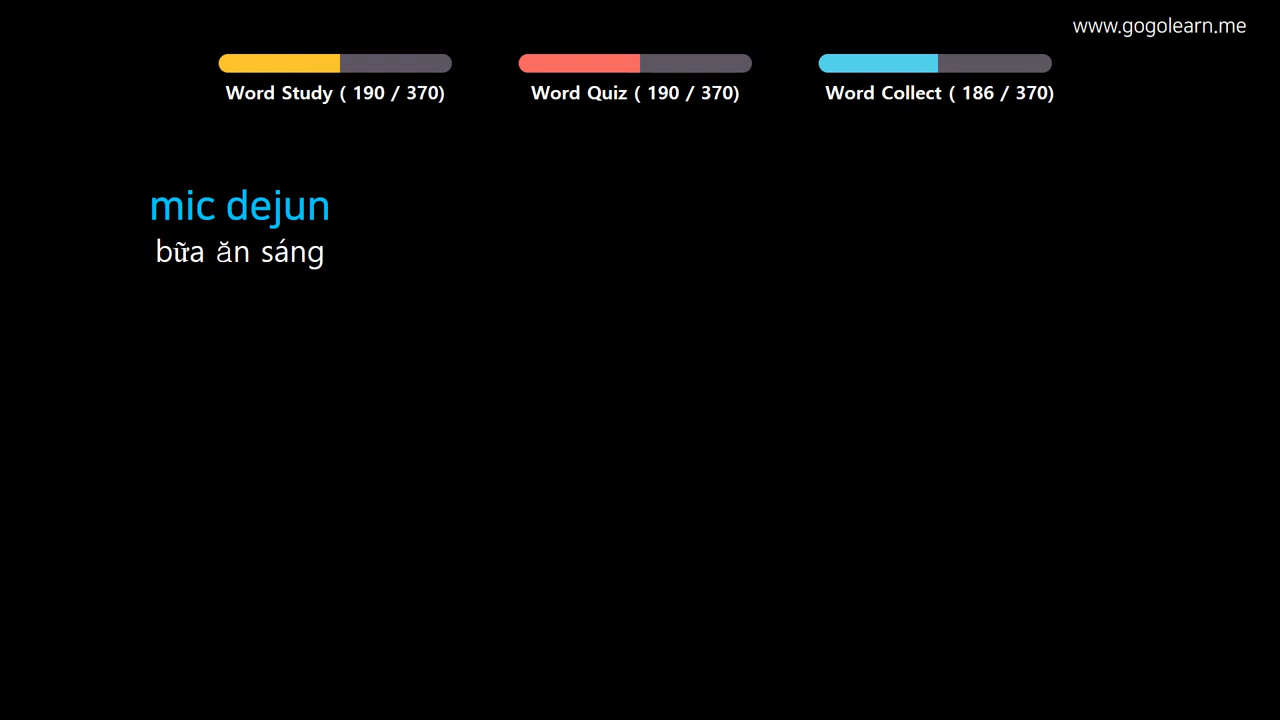 www.gogolearn.me
Word Study ( 190 / 370)
Word Quiz ( 190 / 370)
Word Collect ( 186 / 370)
mic dejun
bữa ăn sáng